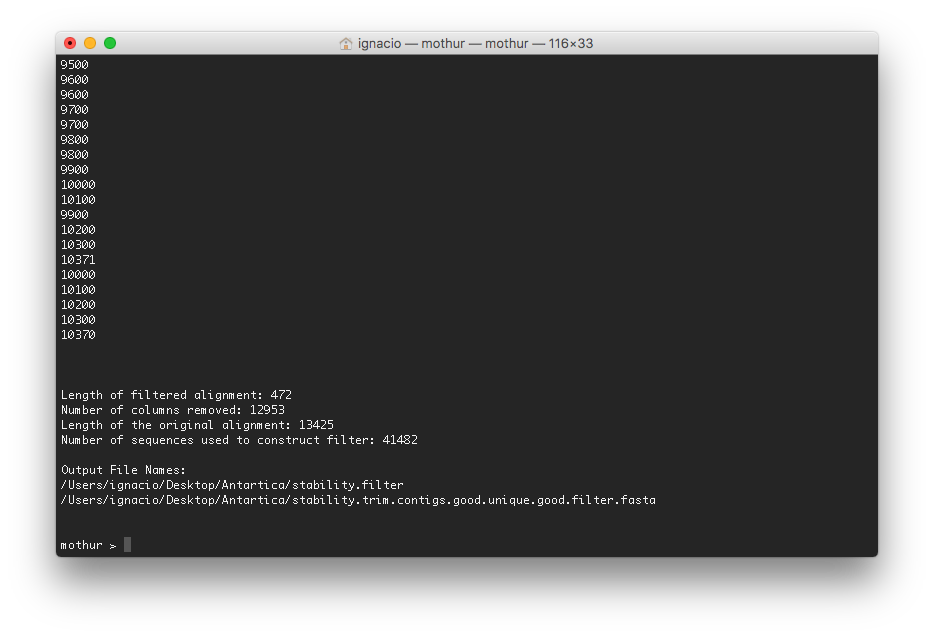 ignacio — mothur — mothur — 116×33
9500
9600
9600
9700
9700
9800
9800
9900
10000
10100
9900
10200
10300
10371
10000
10100
10200
10300
10370
Length of filtered alignment: 472
Number of columns removed: 12953
Length of the original alignment: 13425
Number of sequences used to construct filter: 41482
Output File Names:
/Users/ignacio/Desktop/Antartica/stability.filter
/Users/ignacio/Desktop/Antartica/stability.trim.contigs.good.unique.good.filter.fasta
mothur >